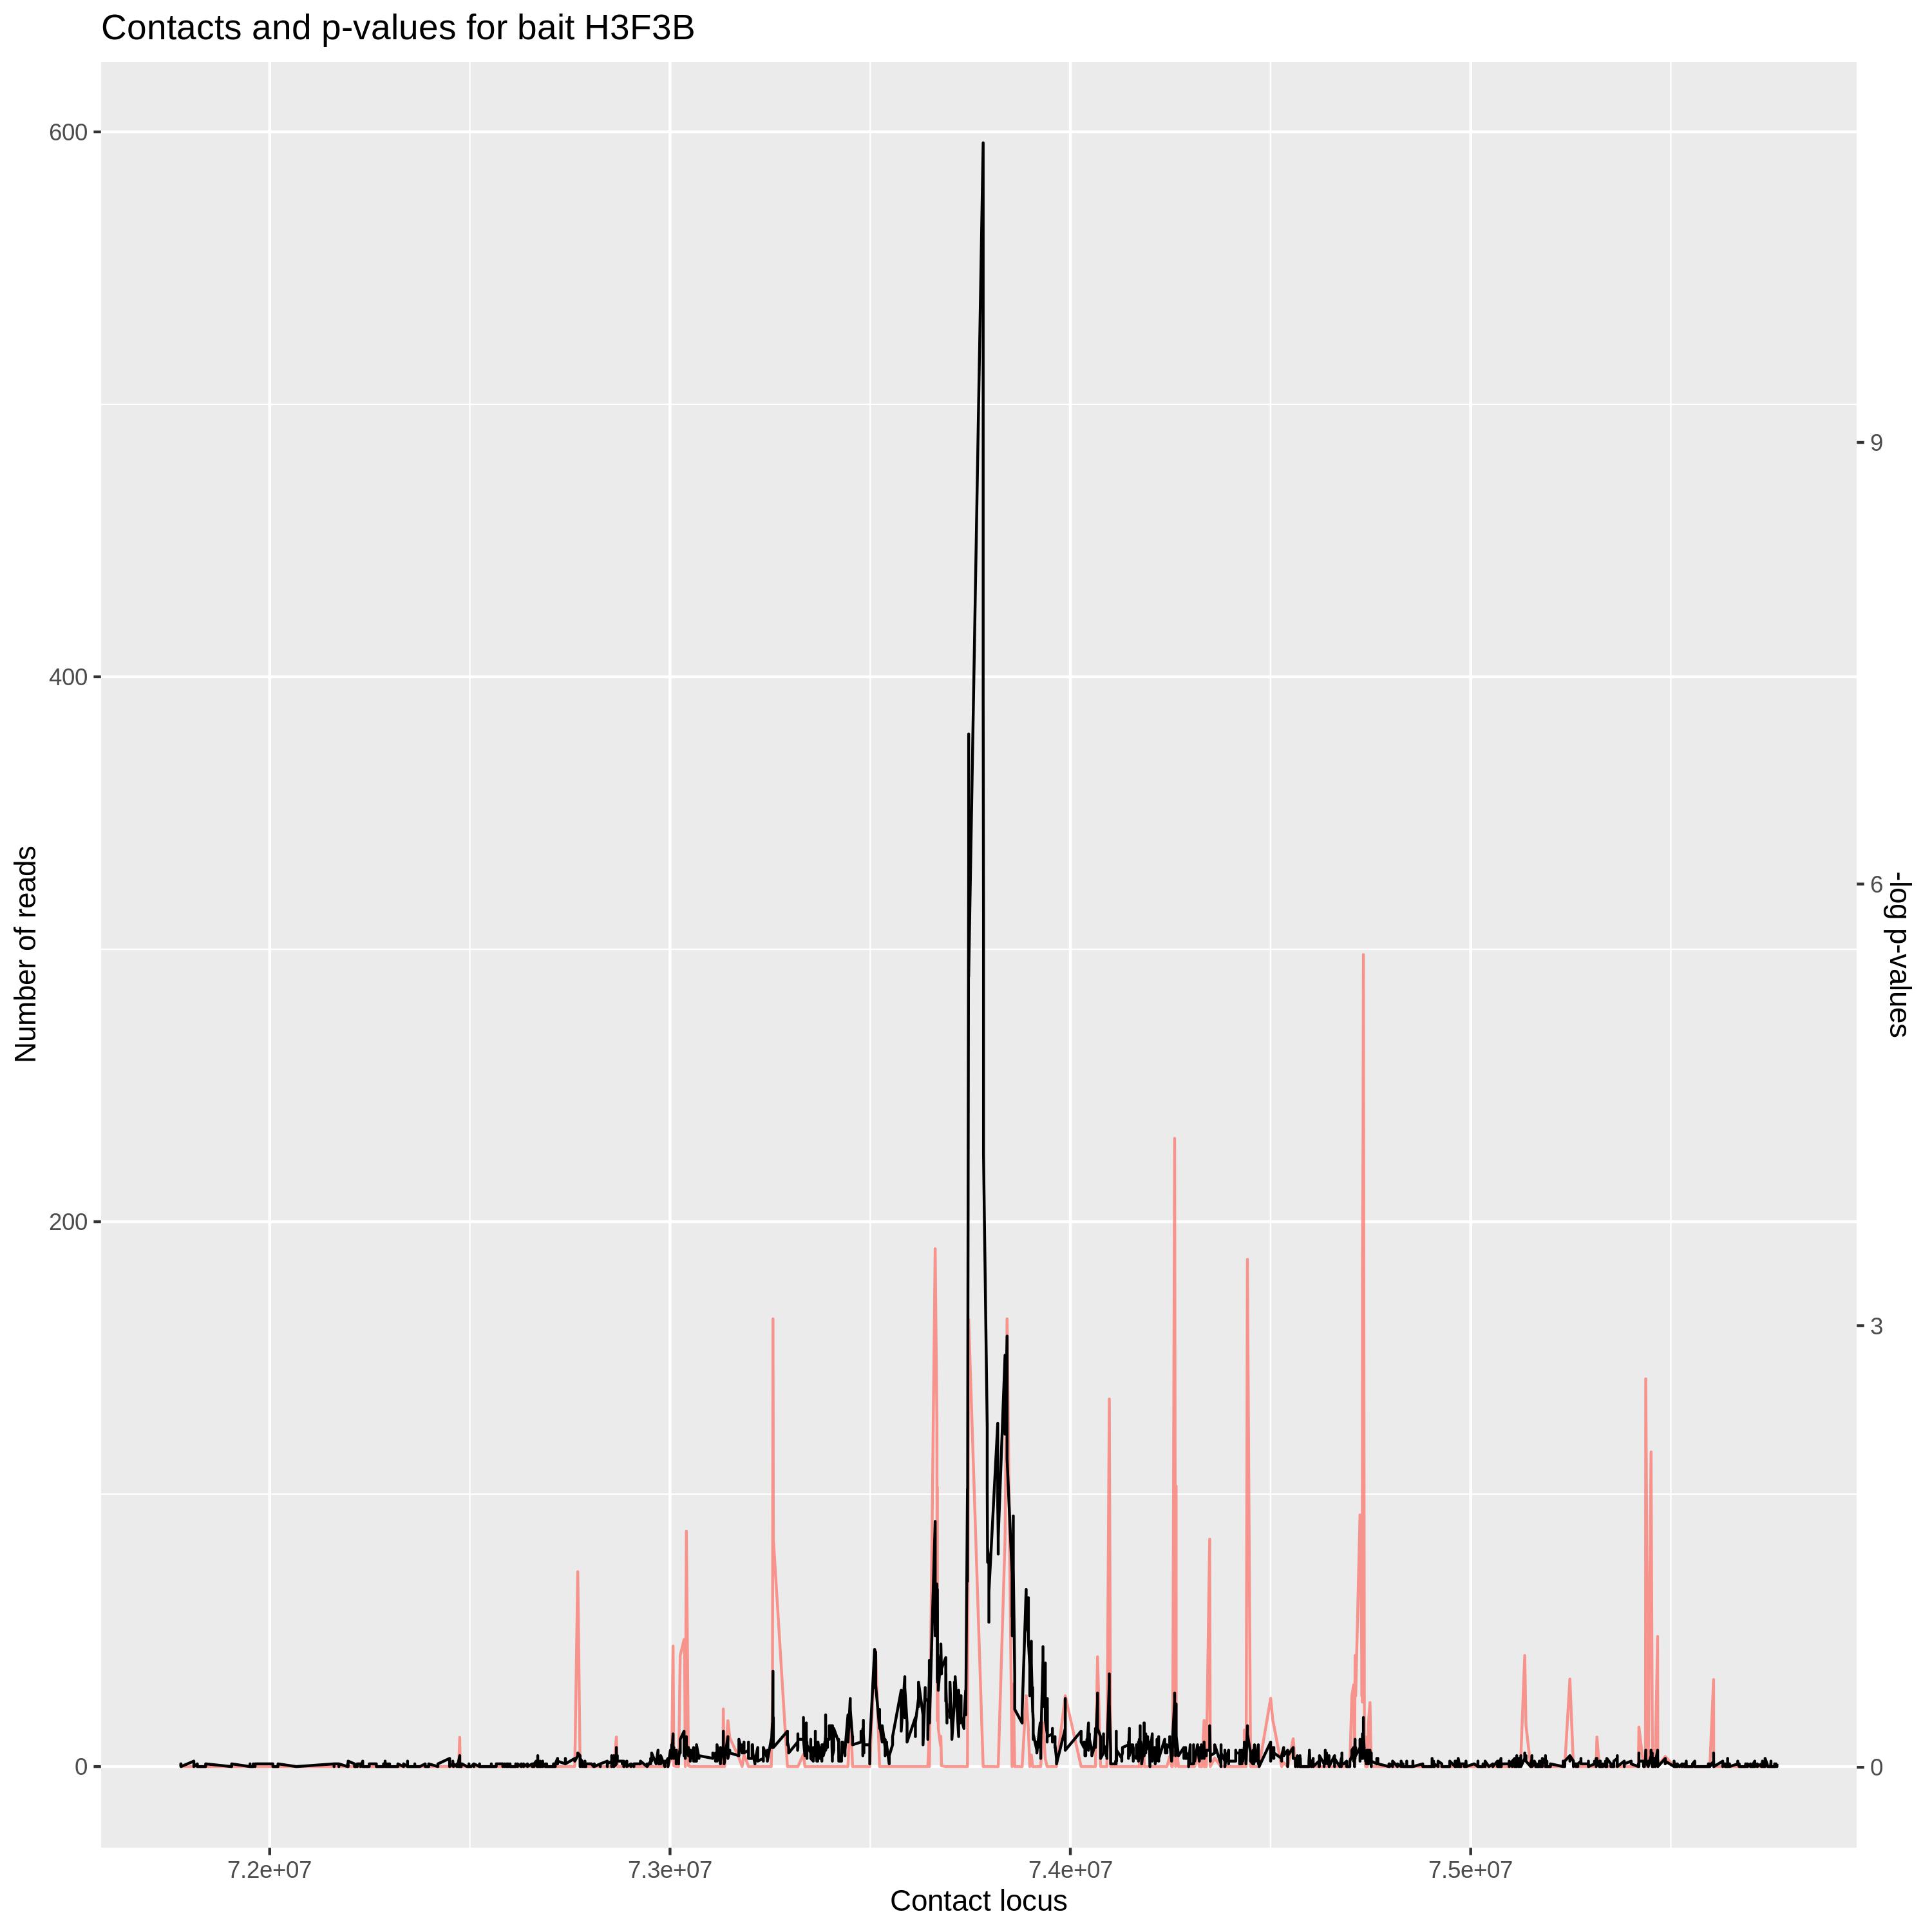 Contacts and p-values for bait H3F3B
600
400
200
0
Number of reads
9
6
3
0
-log p-values
7.2e+07
7.3e+07
7.4e+07
7.5e+07
Contact locus